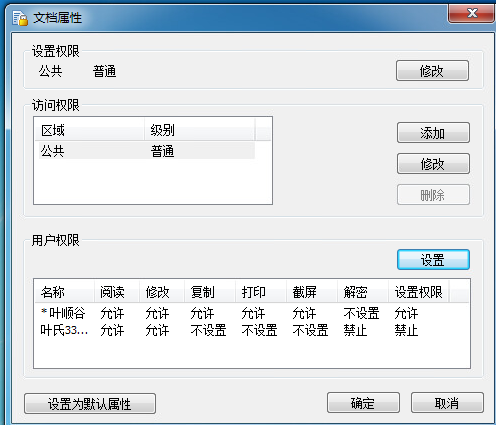 文档属性
设置权限
公共 普通 修改
访问权限
区域 级别
公共 普通
添加
修改
删除
用户权限
设置
名称 阅读 修改 复制 打印 截屏 解密 设置权限
*叶顺谷 允许 允许 允许 允许 允许 不设置 允许
叶氏33... 允许 允许 不设置 不设置 不设置 禁止 禁止
设置为默认属性 确定 取消